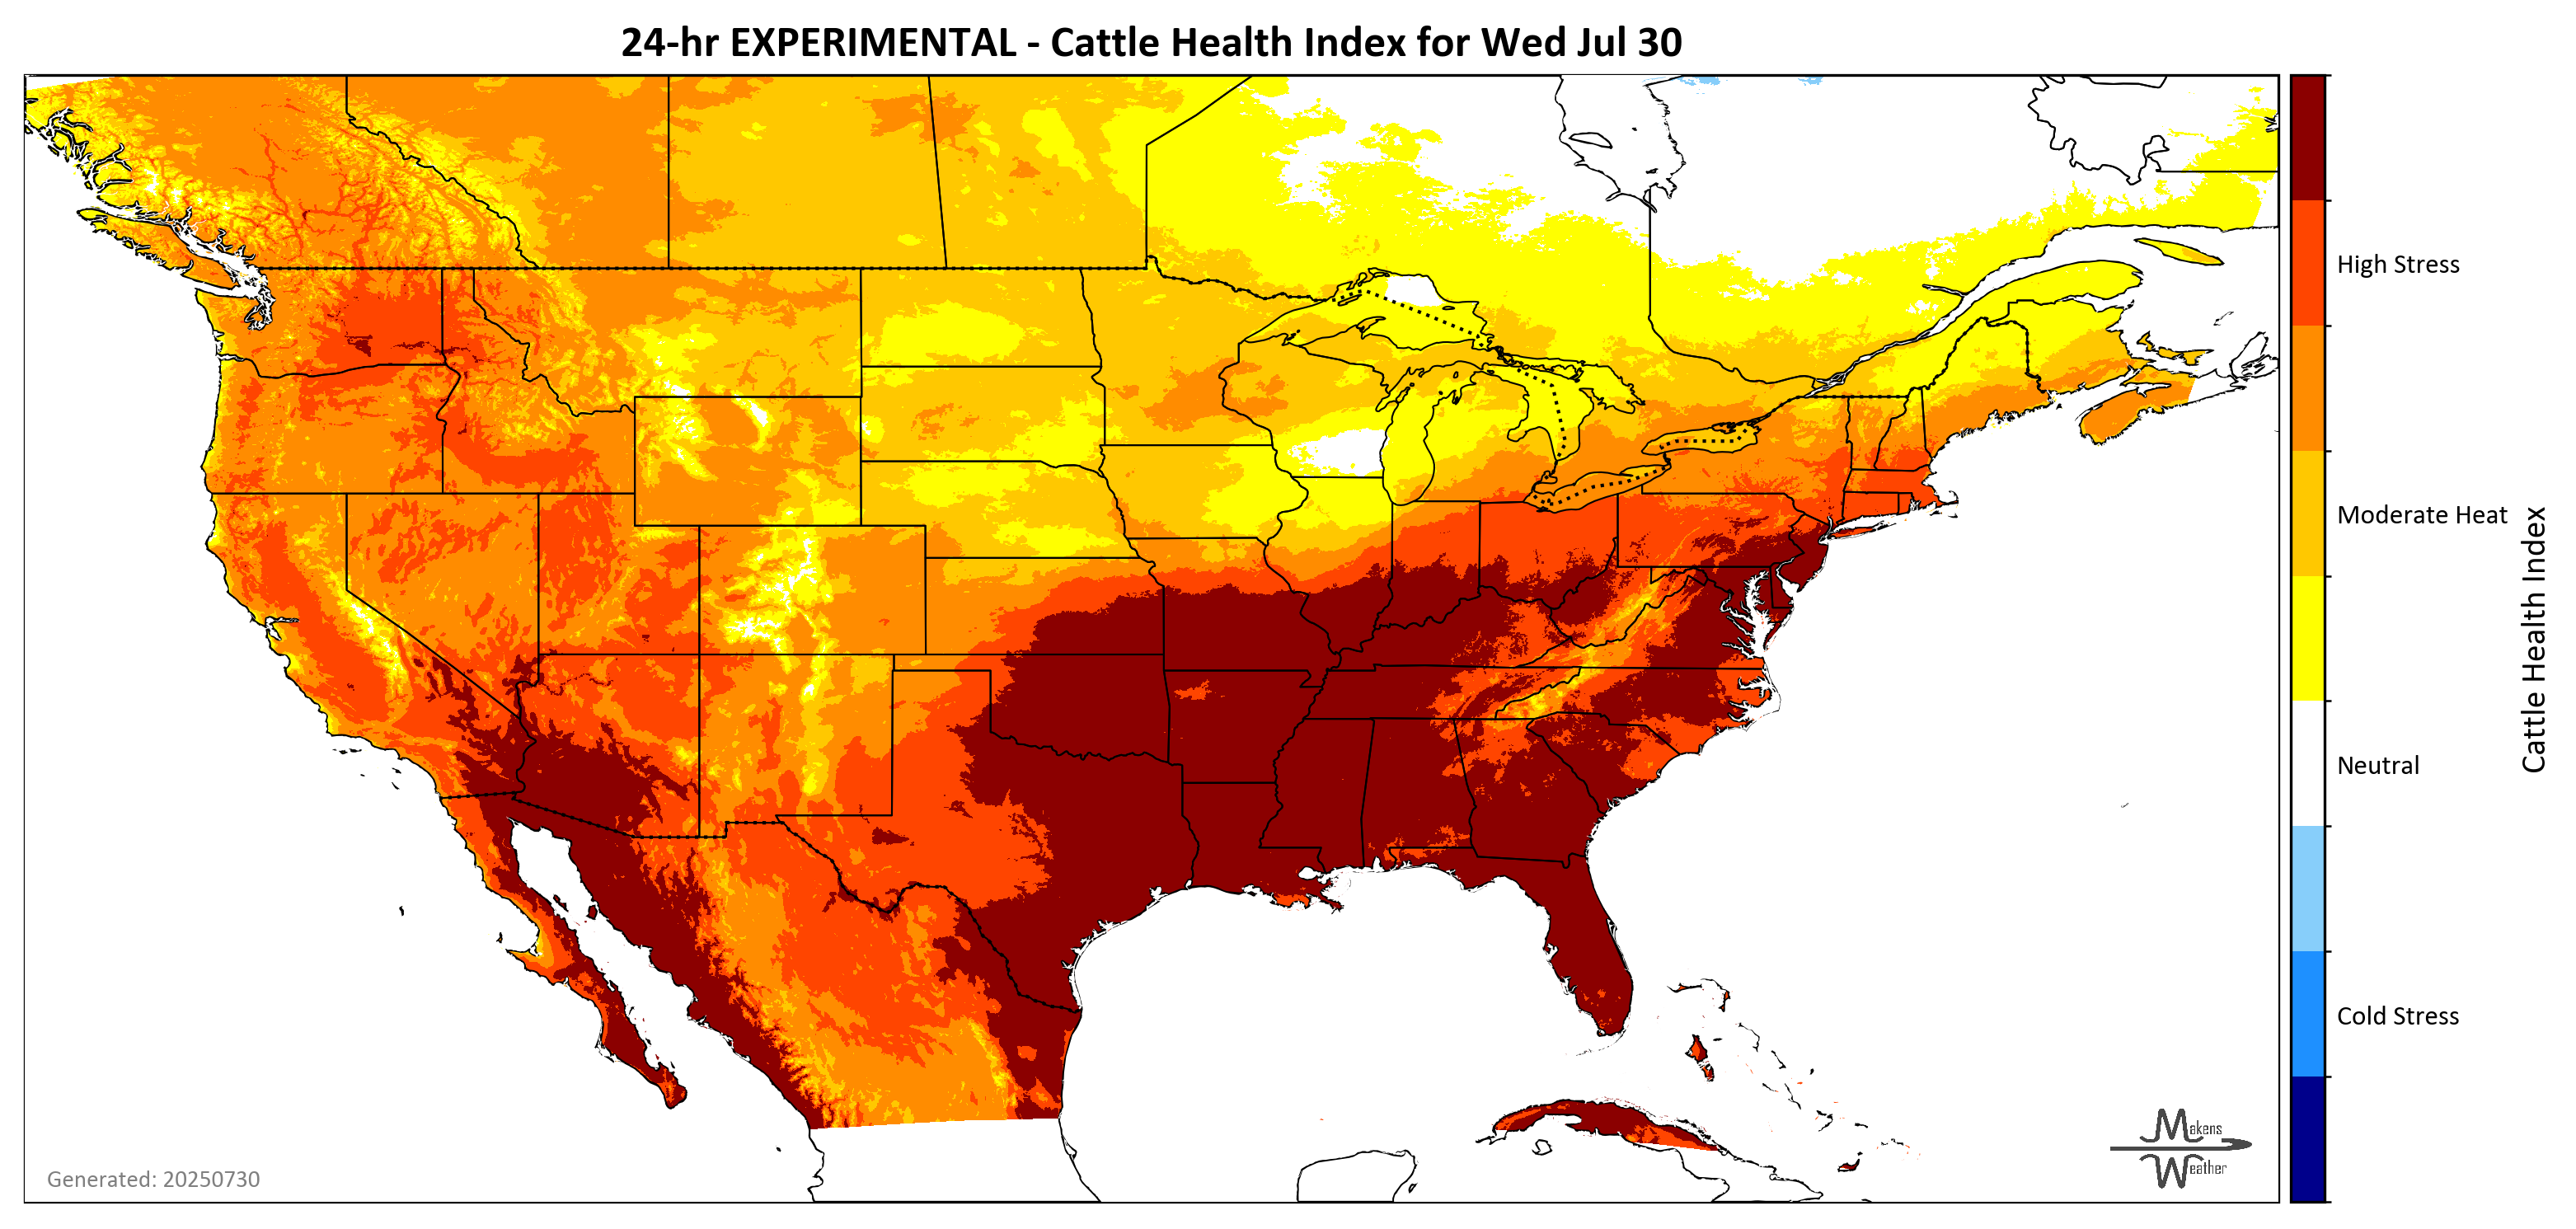 24-hr EXPERIMENTAL - Cattle Health Index for Wed Jul 30
High Stress
Moderate Heat
Neutral
Cold Stress
Cattle Health Index
Makens
Weather
Generated: 20250730